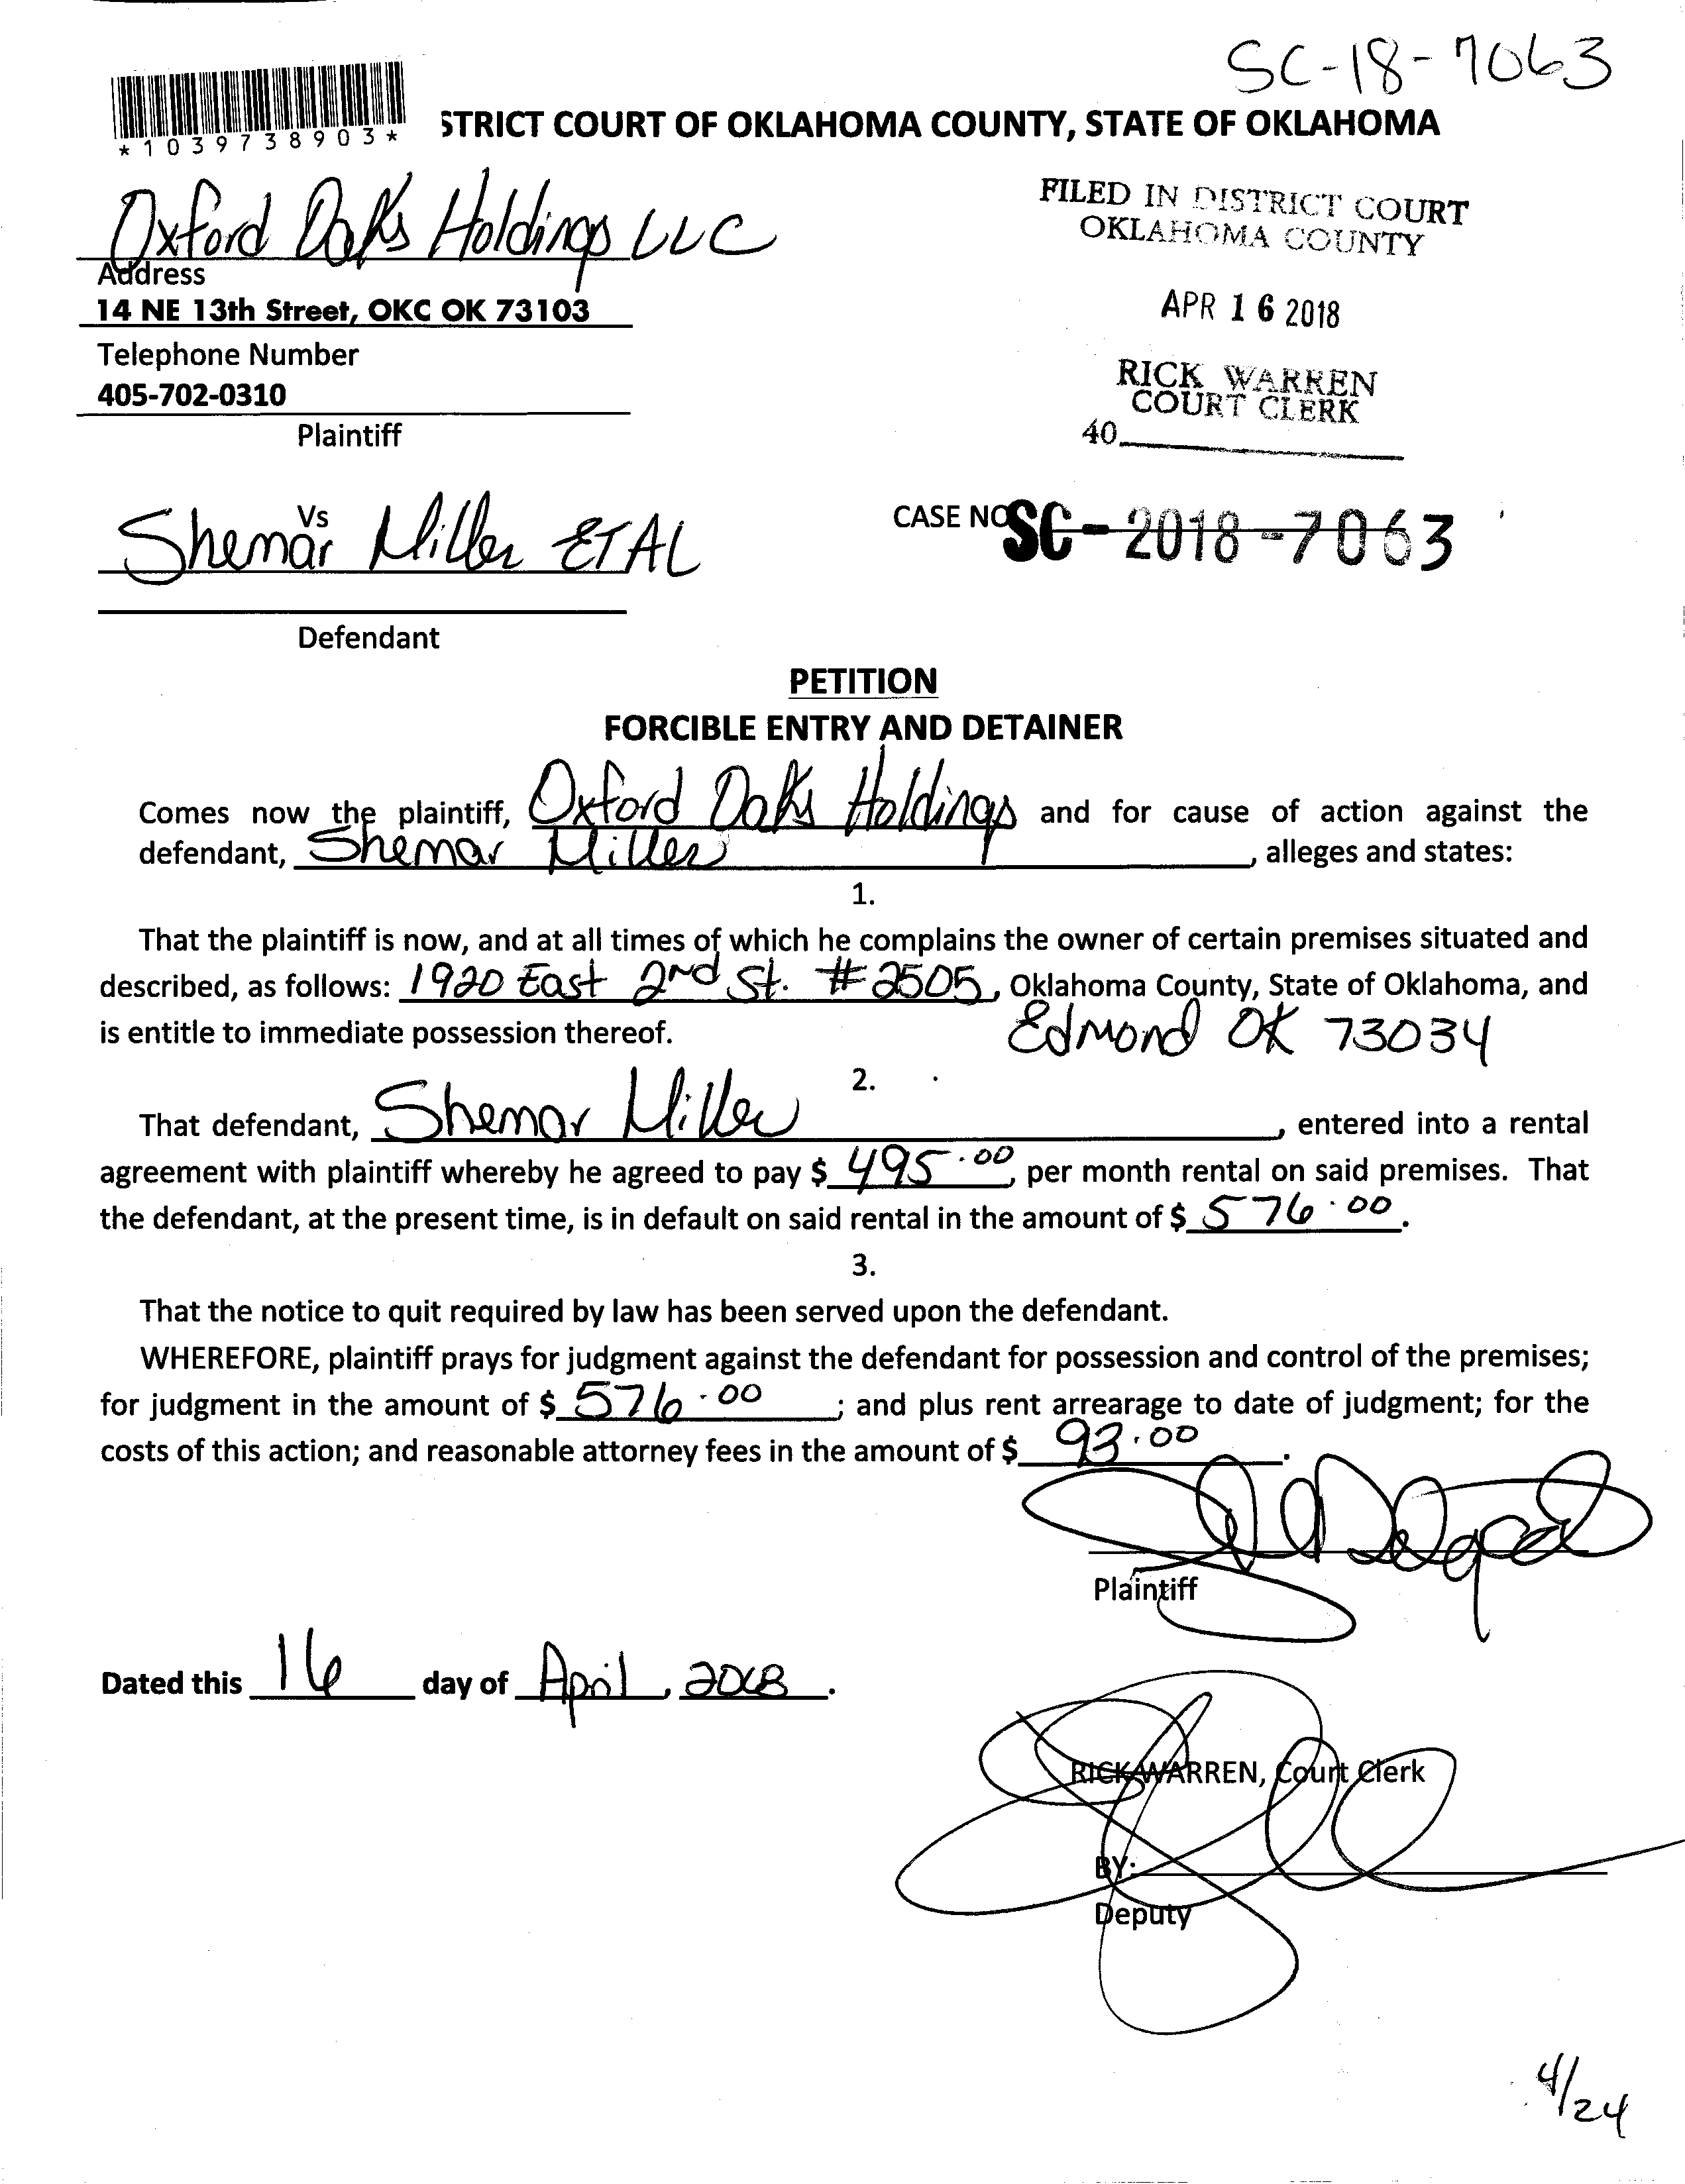 SC-18-7063
*1039738903*
STRICT COURT OF OKLAHOMA COUNTY, STATE OF OKLAHOMA
Oxford Oaks Holdings LLC
Address
14 NE 13th Street, OKC OK 73103
Telephone Number
405-702-0310
Plaintiff
FILED IN DISTRICT COURT
OKLAHOMA COUNTY
APR 16 2018
RICK WARREN
COURT CLERK
40
Vs
Shemar Miller ETAL
Defendant
CASE NO SC-2018-7063
PETITION
FORCIBLE ENTRY AND DETAINER
Comes now the plaintiff, Oxford Oaks Holdings and for cause of action against the
defendant, Shemar Miller, alleges and states:
1.
That the plaintiff is now, and at all times of which he complains the owner of certain premises situated and
described, as follows: 1920 East 2nd St. #2505, Oklahoma County, State of Oklahoma, and
is entitle to immediate possession thereof. Edmond OK 73034
2.
That defendant, Shemar Miller, entered into a rental
agreement with plaintiff whereby he agreed to pay $ 495.00, per month rental on said premises. That
the defendant, at the present time, is in default on said rental in the amount of $ 576.00.
3.
That the notice to quit required by law has been served upon the defendant.
WHEREFORE, plaintiff prays for judgment against the defendant for possession and control of the premises;
for judgment in the amount of $ 576.00; and plus rent arrearage to date of judgment; for the
costs of this action; and reasonable attorney fees in the amount of $ 93.00.
Plaintiff
Dated this 16 day of April, 2018.
RICK WARREN, Court Clerk
BY:
Deputy
4/24